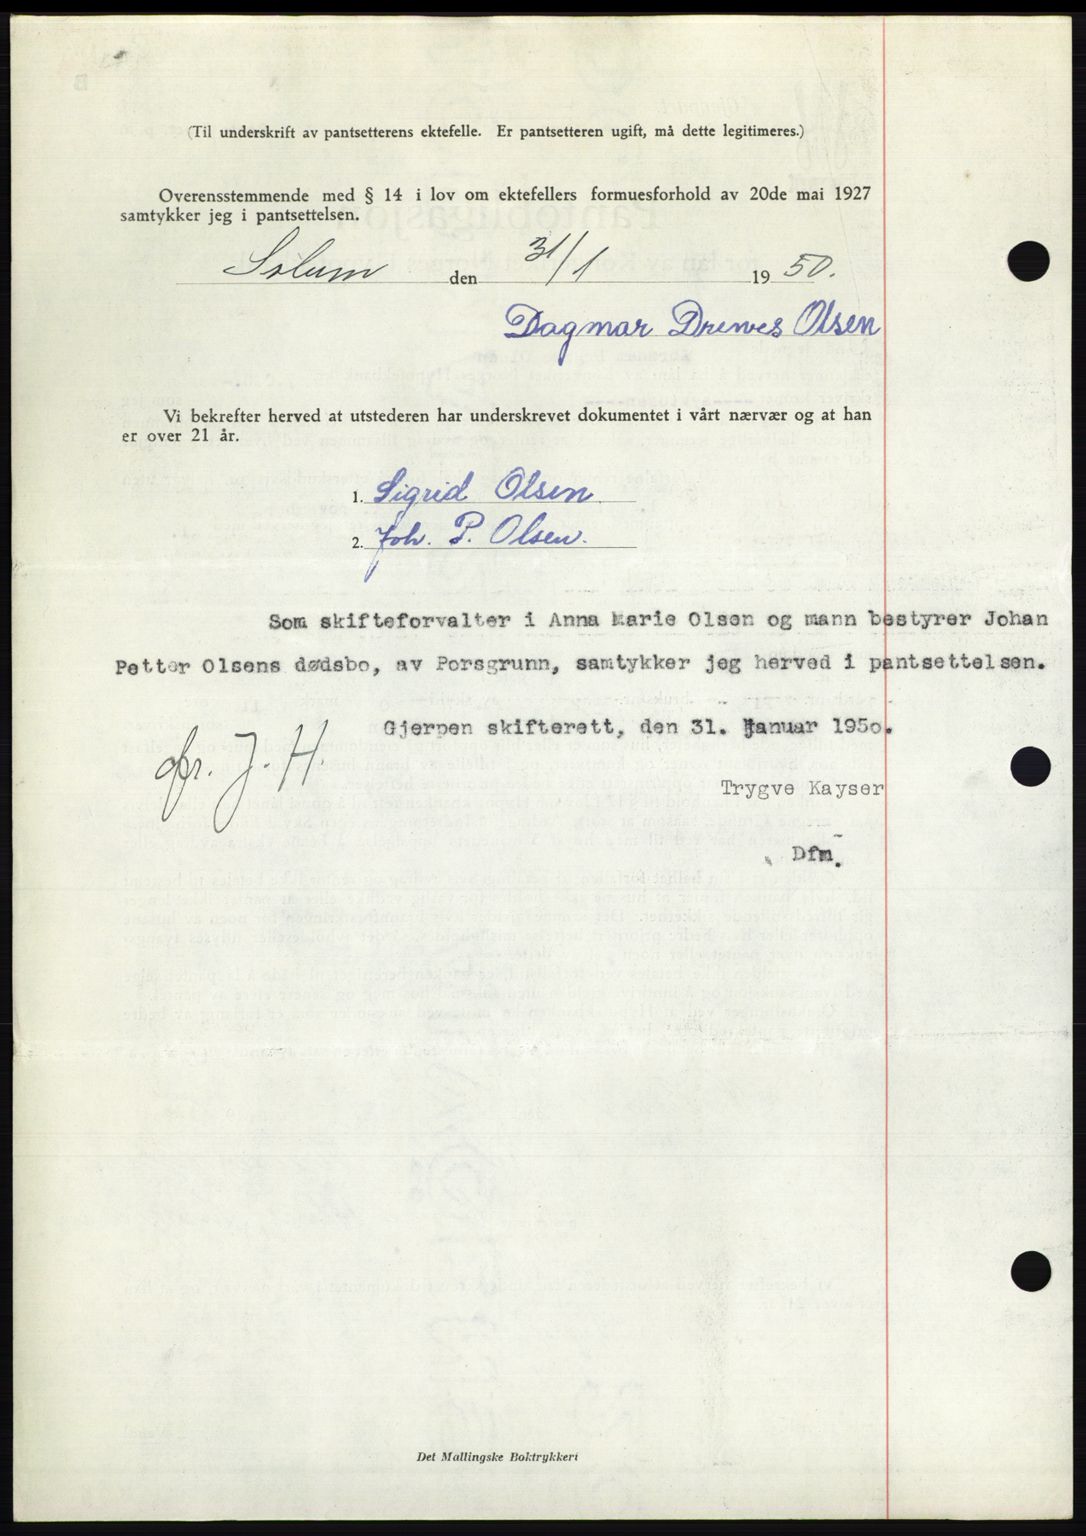 (Til underskrift av pantsetterens ektefelle. Er pantsetteren ugift, må dette legitimeres.)
Overensstemmende med § 14 i lov om ektefellers formuesforhold av 20de mai 1927
samtykker jeg i pantsettelsen.
Solum den 31/1 1950.
Dagmar Drewes Olsen
Vi bekrefter herved at utstederen har underskrevet dokumentet i vårt nærvær og at han
er over 21 år.
1. Sigrid Olsen
2. Joh. P. Olsen.
Som skifteforvalter i Anna Marie Olsen og mann bestyrer Johan
Petter Olsens dødsbo, av Porsgrunn, samtykker jeg herved i pantsettelsen.
Gjerpen skifterett, den 31. januar 1950.
J. H.
Trygve Kayser
Dfm.
Det Mallingske Boktrykkeri